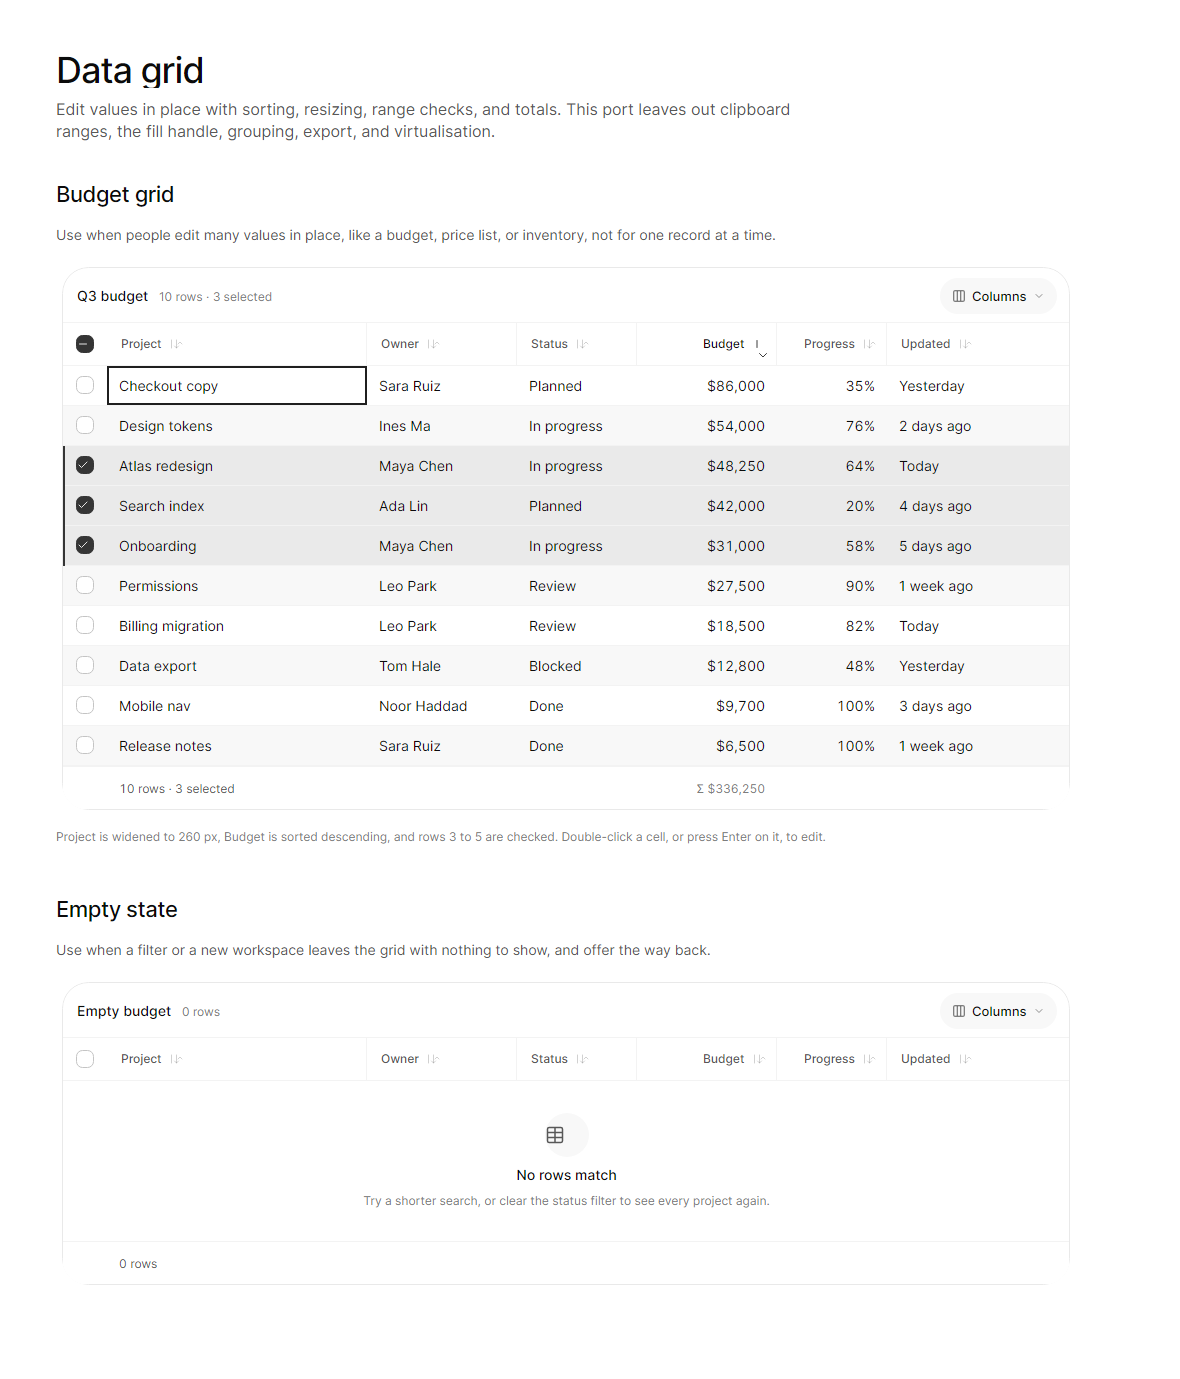 Data grid
Edit values in place with sorting, resizing, range checks, and totals. This port leaves out clipboard
ranges, the fill handle, grouping, export, and virtualisation.
Budget grid
Use when people edit many values in place, like a budget, price list, or inventory, not for one record at a time.
Q3 budget 10 rows · 3 selected Columns
Project Owner Status Budget Progress Updated
Checkout copy Sara Ruiz Planned $86,000 35% Yesterday
Design tokens Ines Ma In progress $54,000 76% 2 days ago
Atlas redesign Maya Chen In progress $48,250 64% Today
Search index Ada Lin Planned $42,000 20% 4 days ago
Onboarding Maya Chen In progress $31,000 58% 5 days ago
Permissions Leo Park Review $27,500 90% 1 week ago
Billing migration Leo Park Review $18,500 82% Today
Data export Tom Hale Blocked $12,800 48% Yesterday
Mobile nav Noor Haddad Done $9,700 100% 3 days ago
Release notes Sara Ruiz Done $6,500 100% 1 week ago
10 rows · 3 selected Σ $336,250
Project is widened to 260 px, Budget is sorted descending, and rows 3 to 5 are checked. Double-click a cell, or press Enter on it, to edit.
Empty state
Use when a filter or a new workspace leaves the grid with nothing to show, and offer the way back.
Empty budget 0 rows Columns
Project Owner Status Budget Progress Updated
No rows match
Try a shorter search, or clear the status filter to see every project again.
0 rows